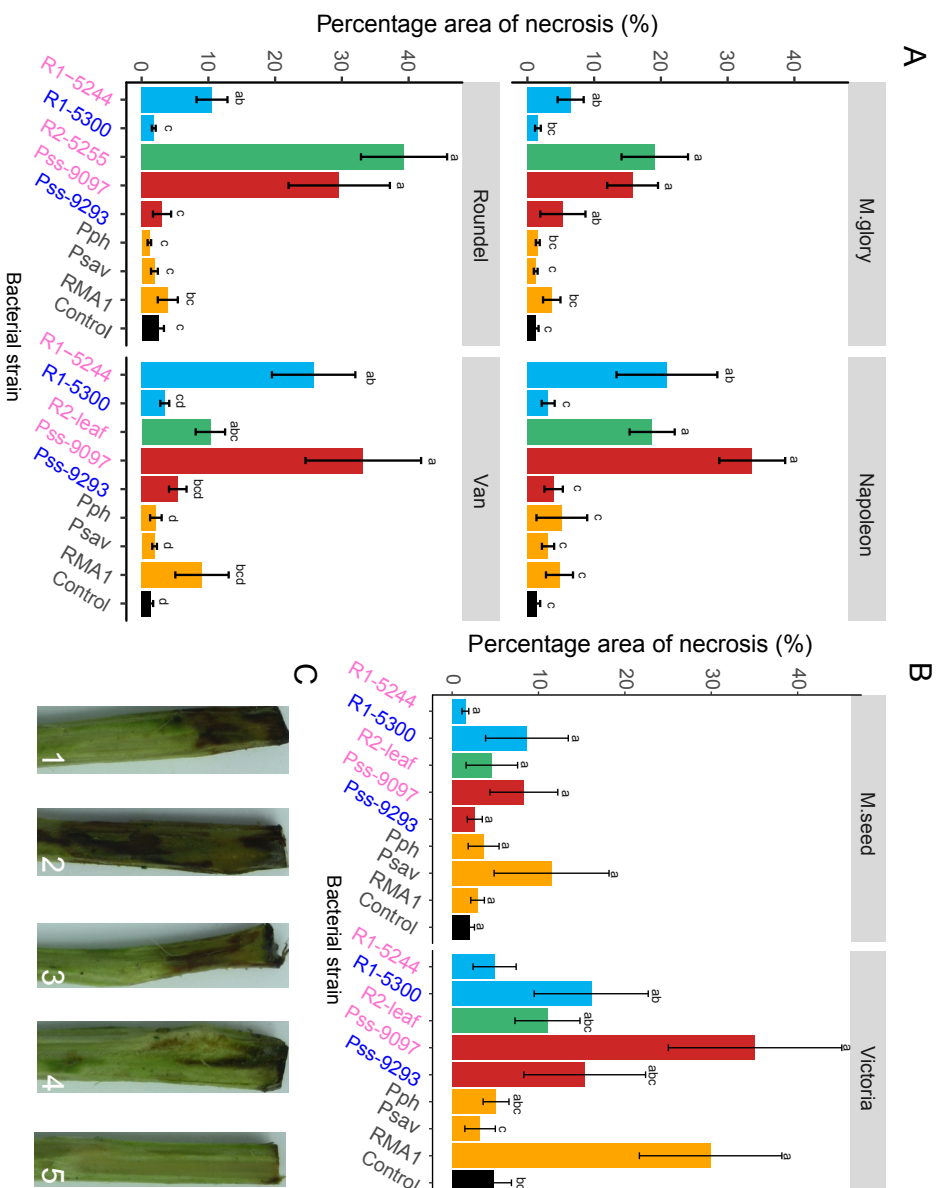 A
Percentage area of necrosis (%)
M.glory
Napoleon
0
10
20
30
40
ab
bc
a
a
ab
bc
c
bc
c
ab
c
a
a
c
c
c
c
c
Roundel
Van
0
10
20
30
40
ab
c
a
a
c
c
c
bc
c
ab
cd
abc
a
bcd
d
d
bcd
d
R1−5244
R1-5300
R2-5255
Pss-9097
Pss-9293
Pph
Psav
RMA1
Control
R1−5244
R1-5300
R2-leaf
Pss-9097
Pss-9293
Pph
Psav
RMA1
Control
Bacterial strain
B
Percentage area of necrosis (%)
M.seed
Victoria
0
10
20
30
40
a
a
a
a
a
a
a
a
a
ab
abc
a
abc
abc
c
a
bc
R1-5244
R1-5300
R2-leaf
Pss-9097
Pss-9293
Pph
Psav
RMA1
Control
R1-5244
R1-5300
R2-leaf
Pss-9097
Pss-9293
Pph
Psav
RMA1
Control
Bacterial strain
C
1
2
3
4
5